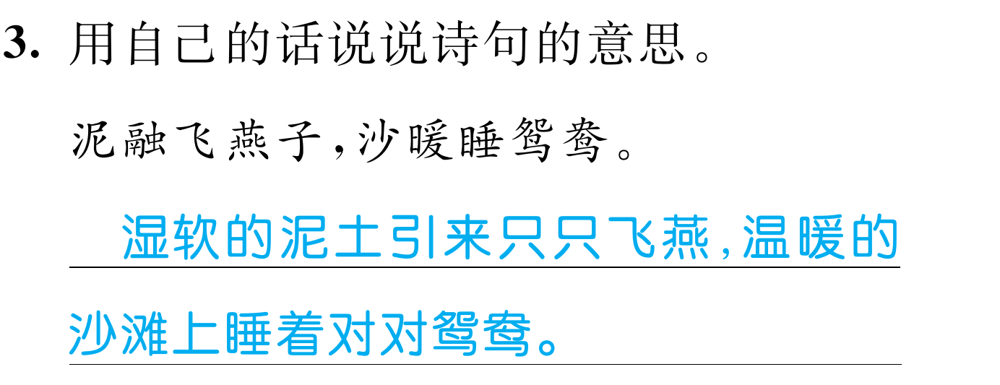 3. 用自己的话说说诗句的意思。
泥融飞燕子,沙暖睡鸳鸯。
湿软的泥土引来只只飞燕,温暖的
沙滩上睡着对对鸳鸯。